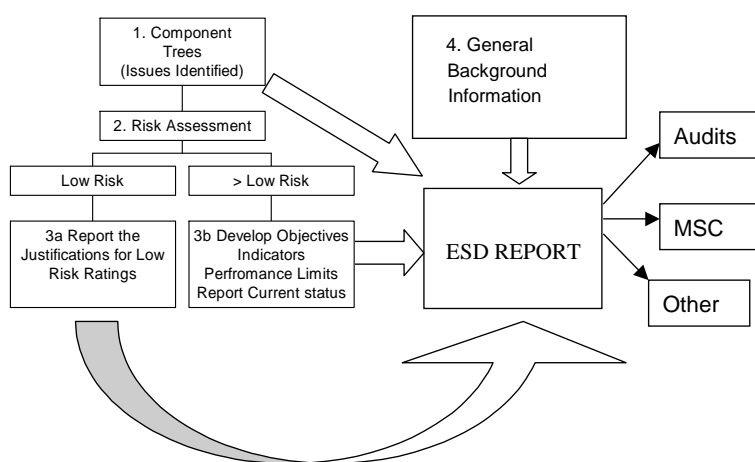 1. Component
Trees
(Issues Identified)
2. Risk Assessment
Low Risk
> Low Risk
3a Report the
Justifications for Low
Risk Ratings
3b Develop Objectives
Indicators
Perfromance Limits
Report Current status
4. General
Background
Information
ESD REPORT
Audits
MSC
Other